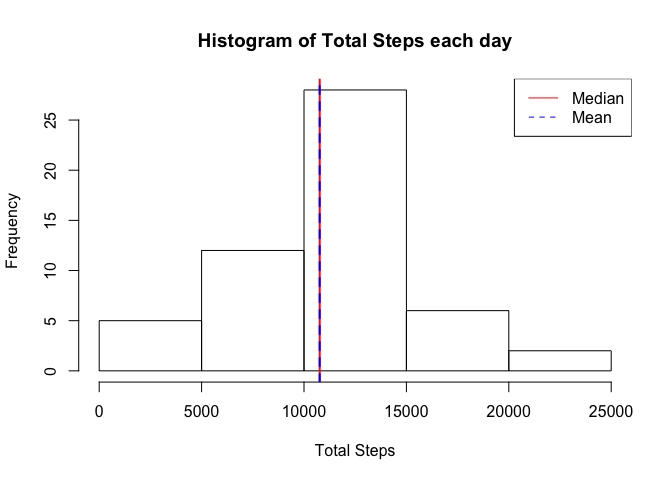 Histogram of Total Steps each day
Median
Mean
Frequency
25
20
15
10
5
0
0 5000 10000 15000 20000 25000
Total Steps